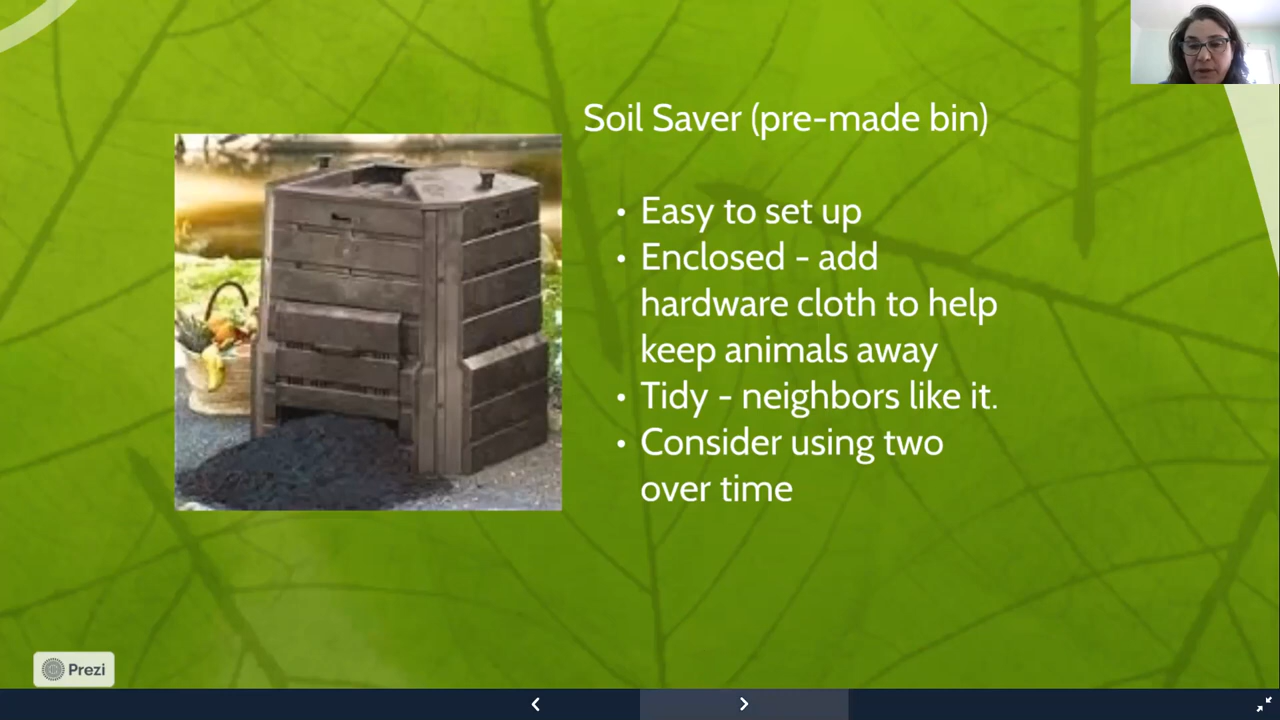 Soil Saver (pre-made bin)
• Easy to set up
• Enclosed - add
hardware cloth to help
keep animals away
• Tidy - neighbors like it.
• Consider using two
over time
Prezi